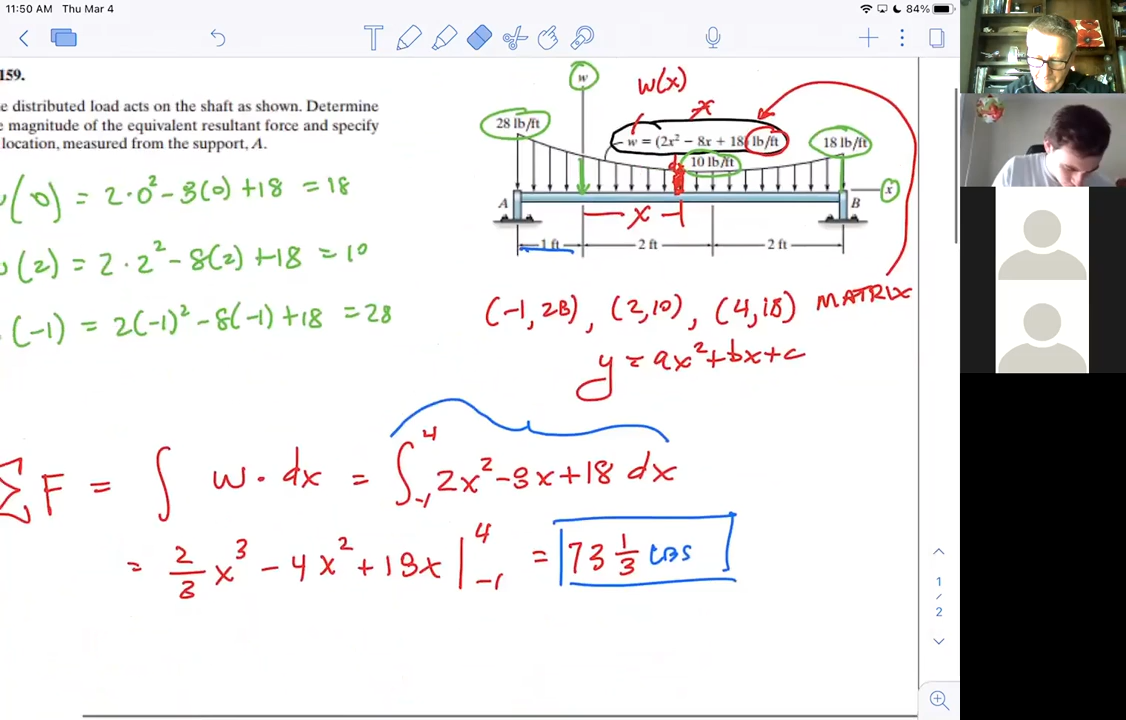 11:50 AM Thu Mar 4
84%
159.
e distributed load acts on the shaft as shown. Determine
e magnitude of the equivalent resultant force and specify
location, measured from the support, A.
w
w(x)
x
28 lb/ft
w = (2x² − 8x + 18) lb/ft
18 lb/ft
10 lb/ft
A
B
x
x
1 ft
2 ft
2 ft
(0) = 2·0² - 8(0) + 18 = 18
(2) = 2·2² - 8(2) + 18 = 10
(-1) = 2(-1)² - 8(-1) + 18 = 28
(-1, 28), (2, 10), (4, 18) MATRIX
y = ax² + bx + c
ΣF = ∫ w · dx = ∫₋₁⁴ 2x² - 8x + 18 dx
= 2/3 x³ - 4x² + 18x |₋₁⁴ = 73 1/3 LBS
1
/
2